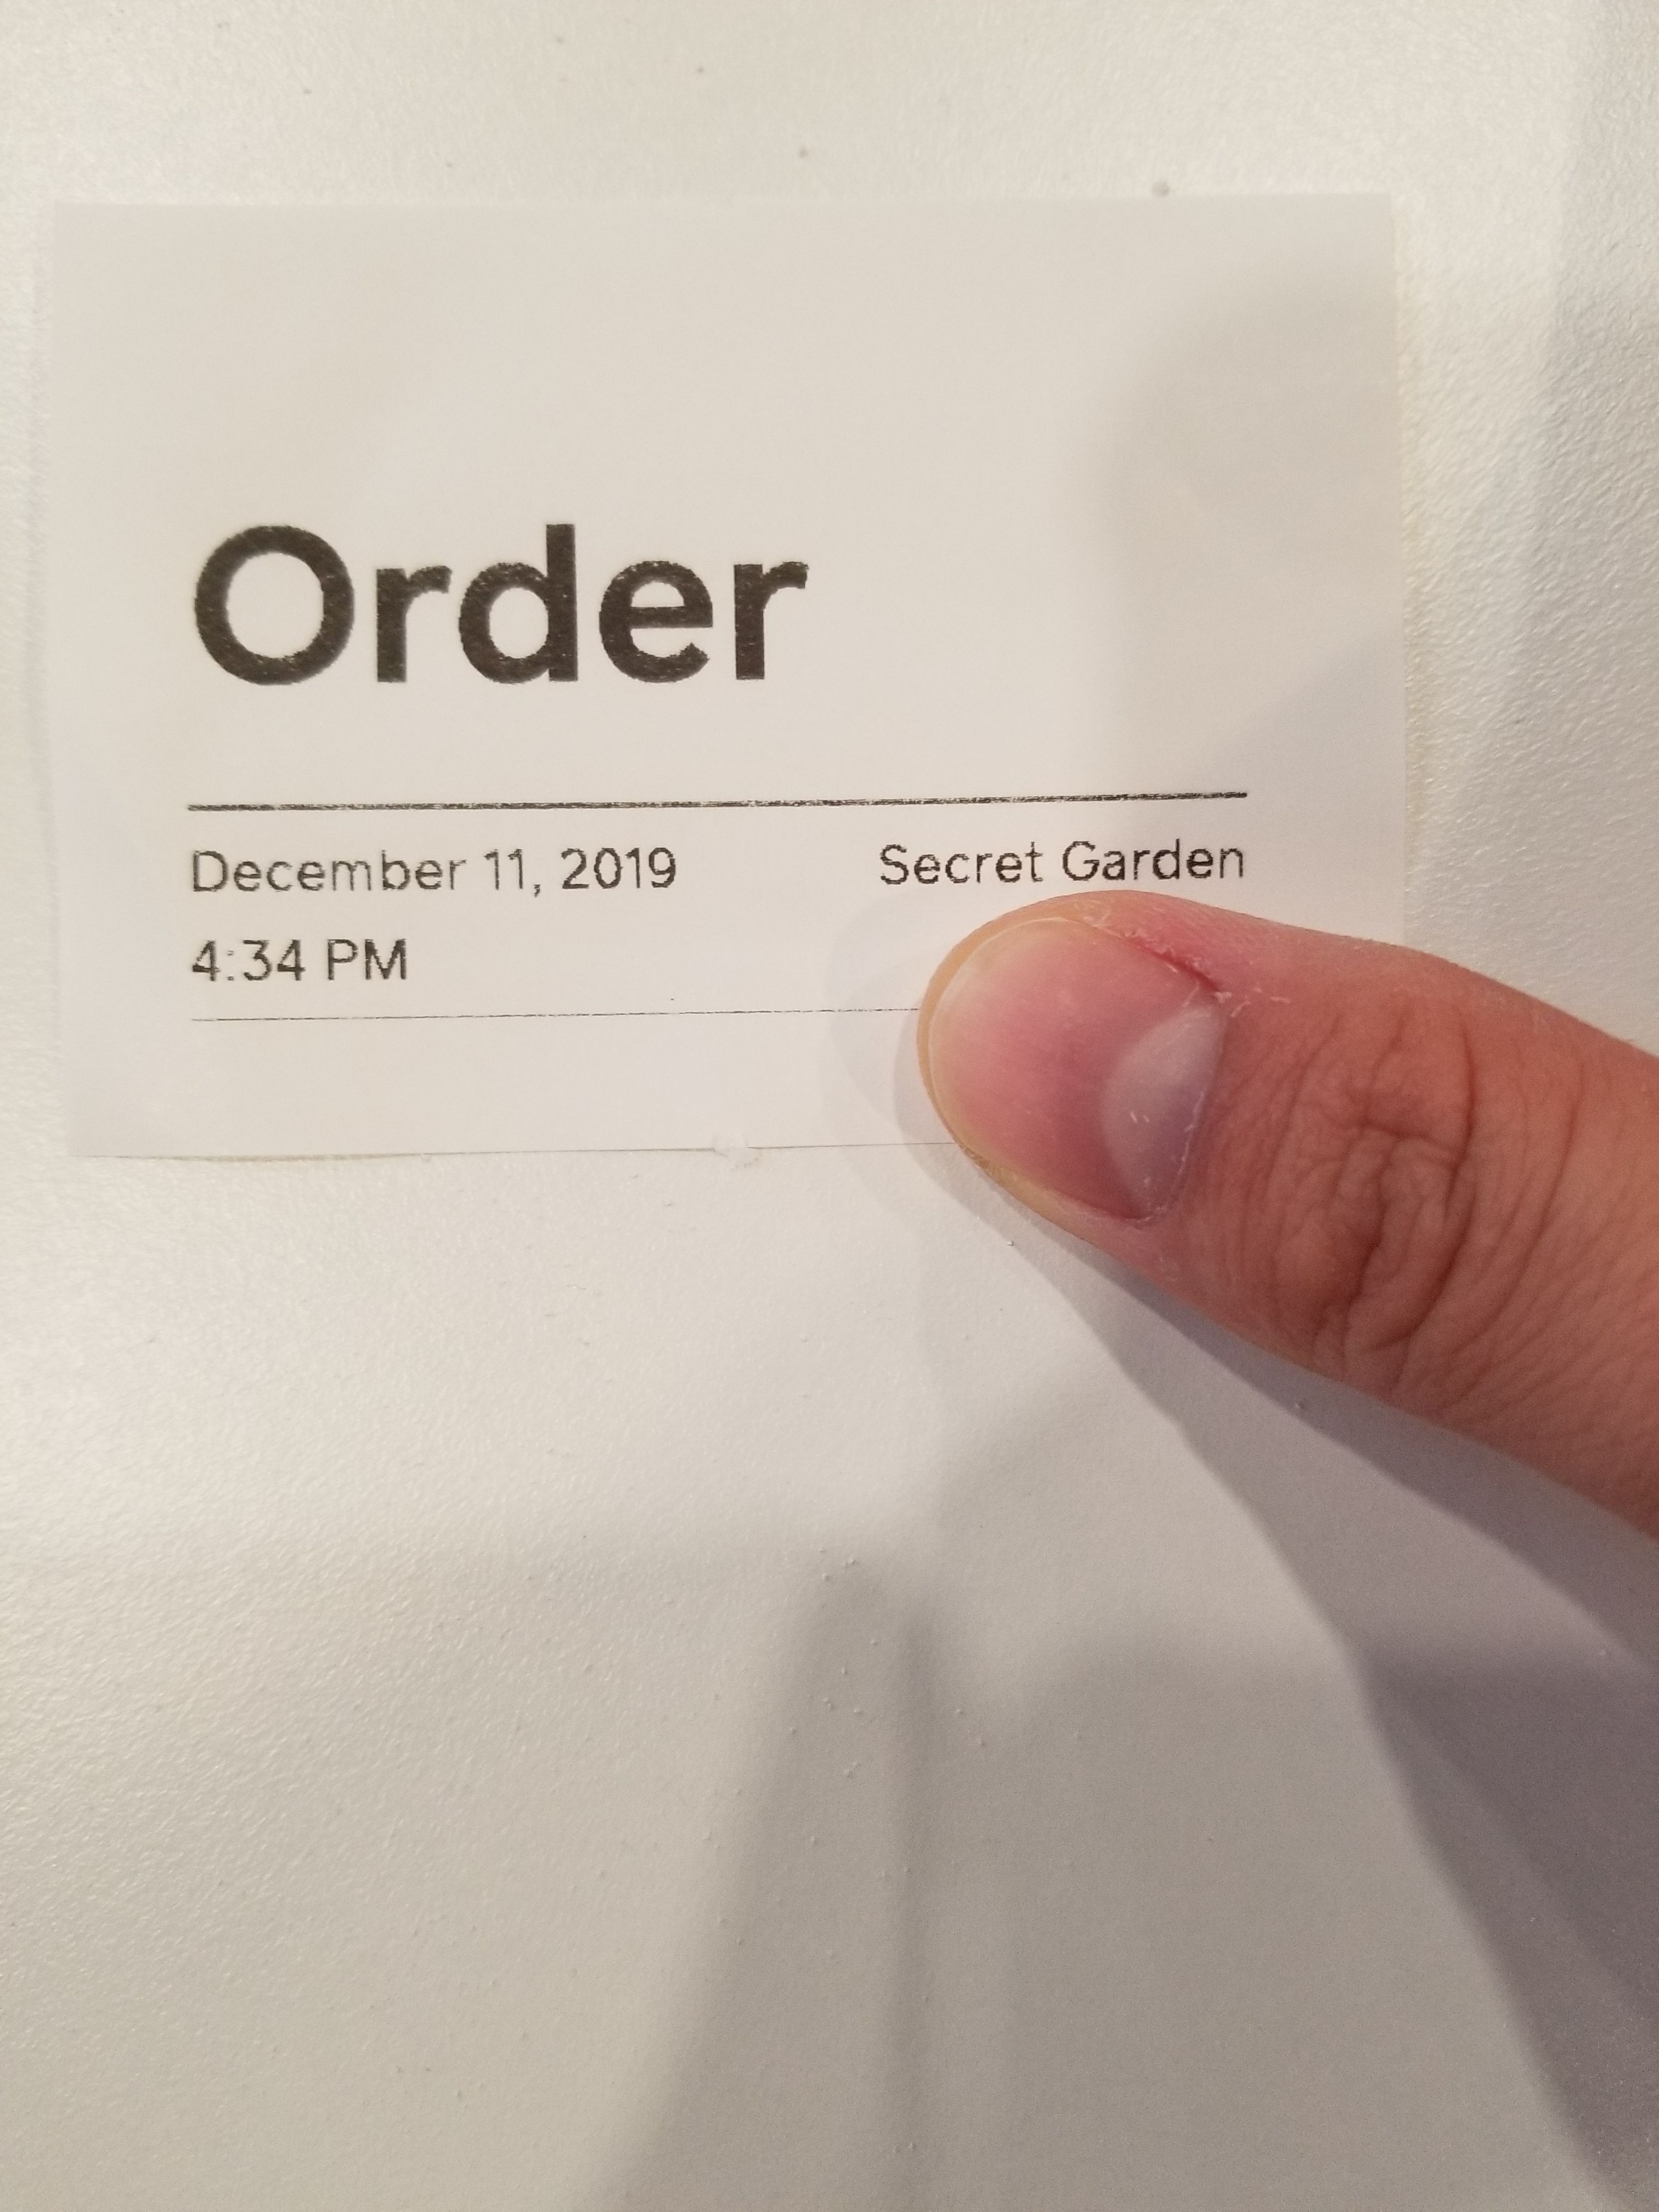 Order
December 11, 2019 Secret Garden
4:34 PM